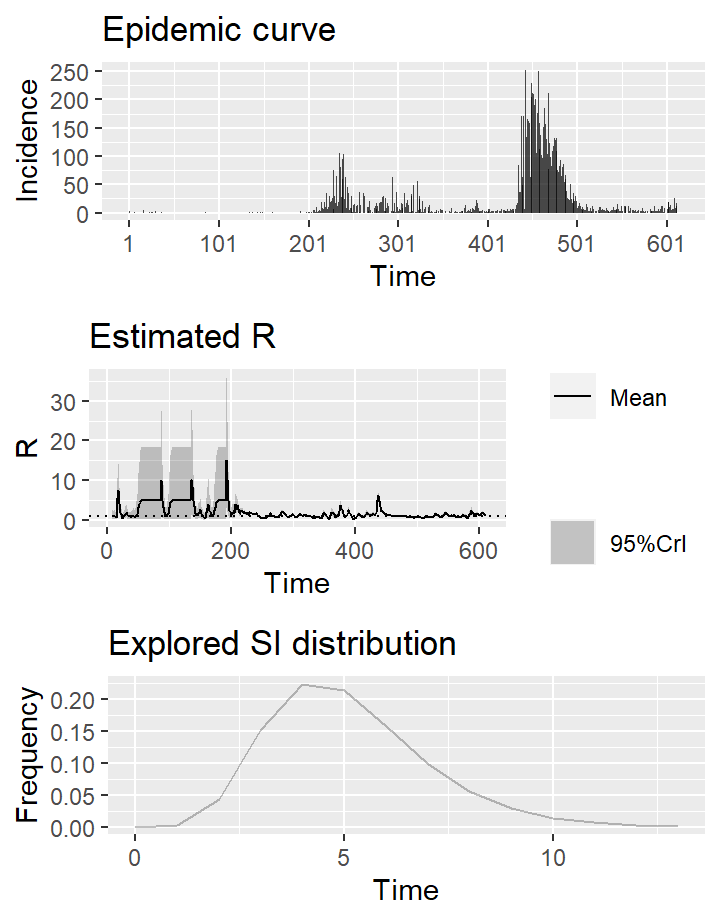 Epidemic curve
250
200
150
100
50
0
Incidence
1 101 201 301 401 501 601
Time
Estimated R
30
20
10
0
R
0 200 400 600
Time
Mean
95%CrI
Explored SI distribution
0.20
0.15
0.10
0.05
0.00
Frequency
0 5 10
Time